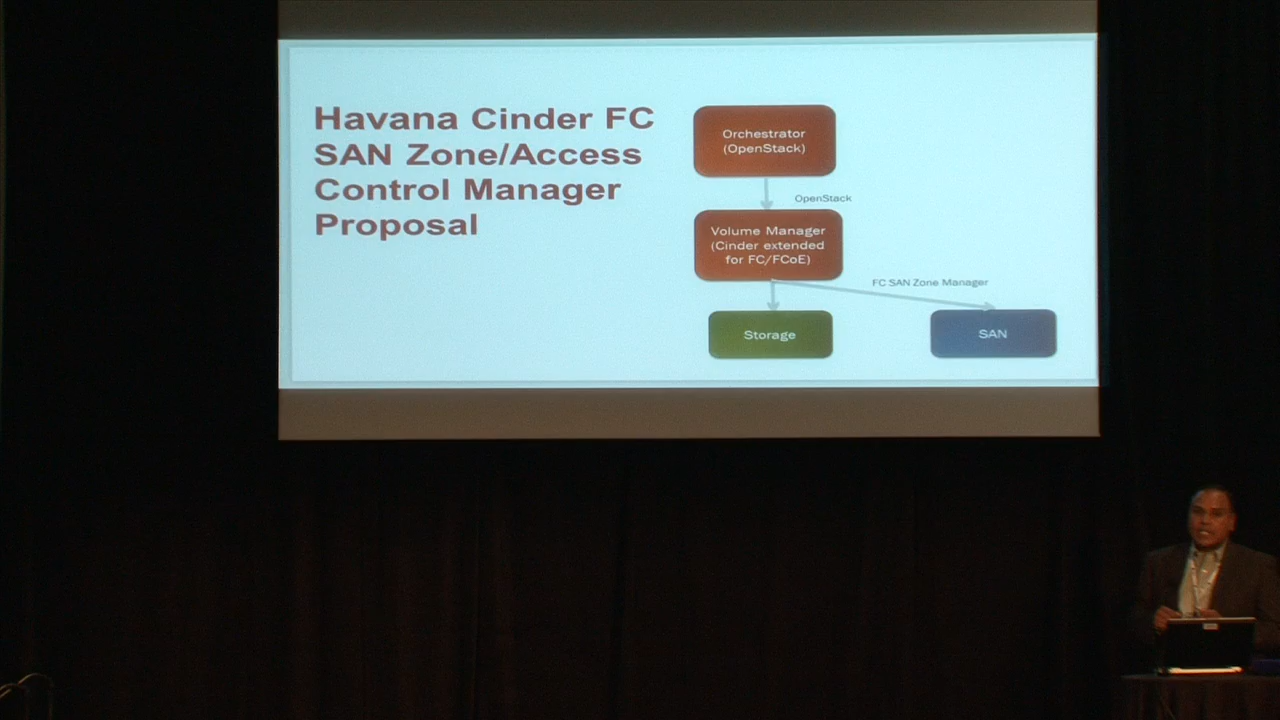 Havana Cinder FC
SAN Zone/Access
Control Manager
Proposal
Orchestrator
(OpenStack)
OpenStack
Volume Manager
(Cinder extended
for FC/FCoE)
FC SAN Zone Manager
Storage
SAN